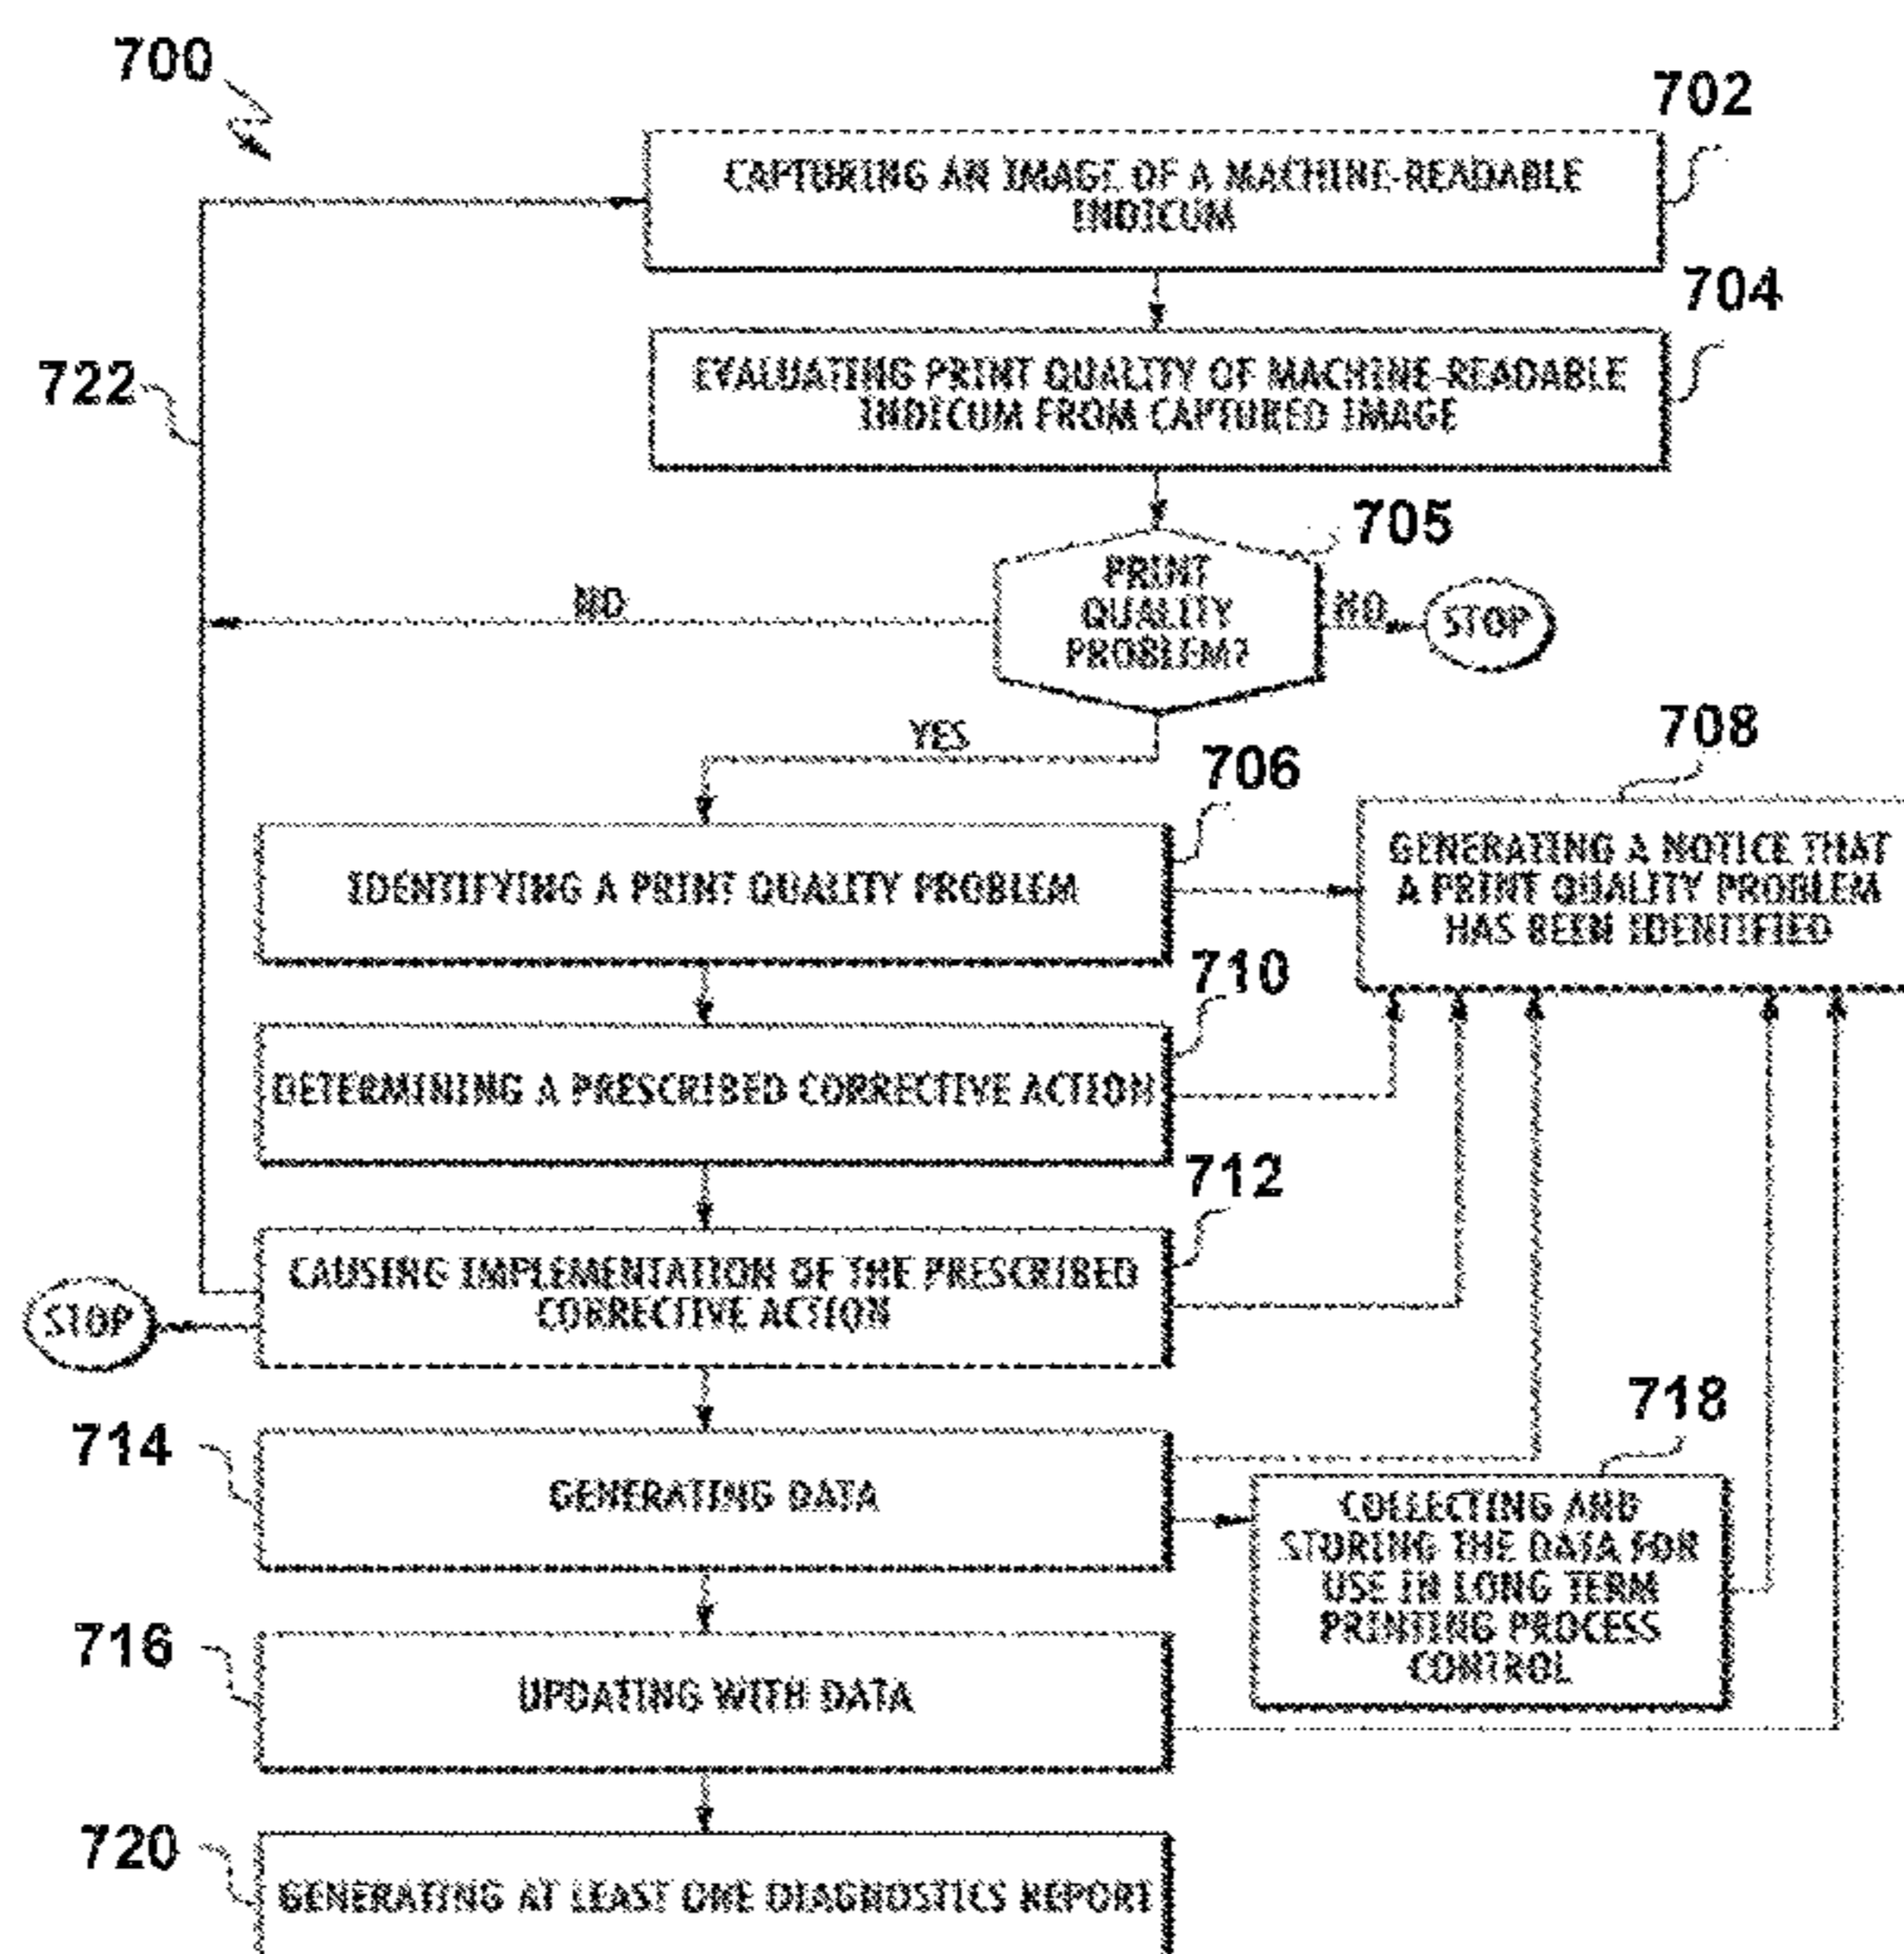 700
702
CAPTURING AN IMAGE OF A MACHINE-READABLE
INDICUM
704
722
EVALUATING PRINT QUALITY OF MACHINE-READABLE
INDICUM FROM CAPTURED IMAGE
705
PRINT
QUALITY
PROBLEM?
NO
NO
STOP
YES
706
708
IDENTIFYING A PRINT QUALITY PROBLEM
GENERATING A NOTICE THAT
A PRINT QUALITY PROBLEM
HAS BEEN IDENTIFIED
710
DETERMINING A PRESCRIBED CORRECTIVE ACTION
712
CAUSING IMPLEMENTATION OF THE PRESCRIBED
CORRECTIVE ACTION
STOP
714
GENERATING DATA
718
COLLECTING AND
STORING THE DATA FOR
USE IN LONG TERM
PRINTING PROCESS
CONTROL
716
UPDATING WITH DATA
720
GENERATING AT LEAST ONE DIAGNOSTICS REPORT